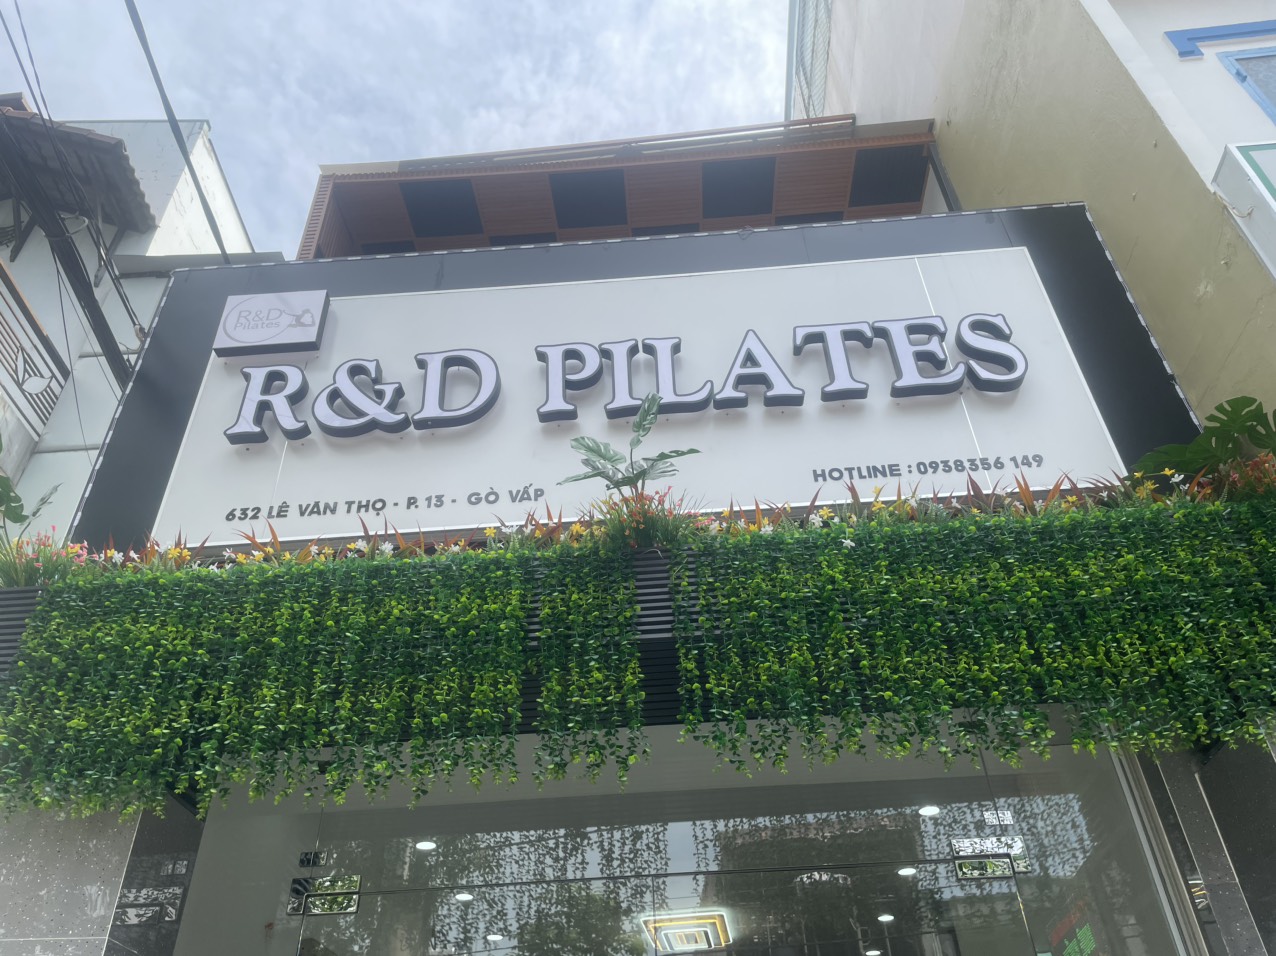 R&D
Pilates
R&D PILATES
632 LÊ VĂN THỌ - P. 13 - GÒ VẤP
HOTLINE : 0938356 149